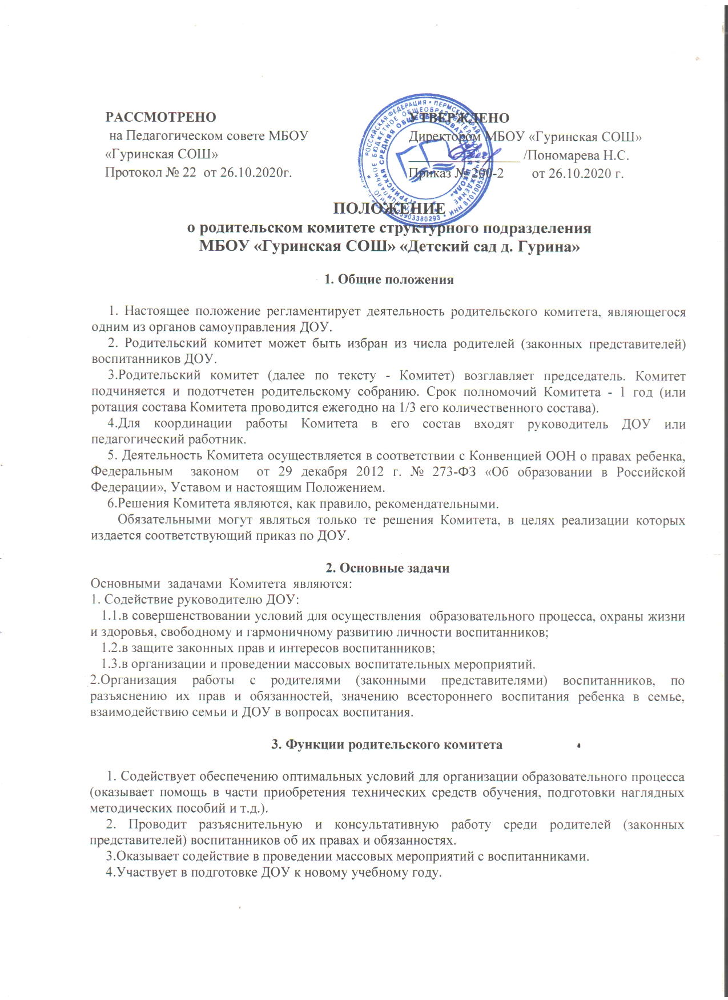 РАССМОТРЕНО
на Педагогическом совете МБОУ
«Гуринская СОШ»
Протокол № 22 от 26.10.2020г.
УТВЕРЖДЕНО
Директором МБОУ «Гуринская СОШ»
/Пономарева Н.С.
Приказ № 200-2 от 26.10.2020 г.
РОССИЙСКАЯ ФЕДЕРАЦИЯ * ПЕРМСКИЙ КРАЙ
БЮДЖЕТНОЕ ОБЩЕОБРАЗОВАТЕЛЬНОЕ УЧРЕЖДЕНИЕ
«ГУРИНСКАЯ СРЕДНЯЯ ОБЩЕОБРАЗОВАТЕЛЬНАЯ ШКОЛА»
ПОЛОЖЕНИЕ
о родительском комитете структурного подразделения
МБОУ «Гуринская СОШ» «Детский сад д. Гурина»
1. Общие положения
1. Настоящее положение регламентирует деятельность родительского комитета, являющегося
одним из органов самоуправления ДОУ.
2. Родительский комитет может быть избран из числа родителей (законных представителей)
воспитанников ДОУ.
3.Родительский комитет (далее по тексту - Комитет) возглавляет председатель. Комитет
подчиняется и подотчетен родительскому собранию. Срок полномочий Комитета - 1 год (или
ротация состава Комитета проводится ежегодно на 1/3 его количественного состава).
4.Для координации работы Комитета в его состав входят руководитель ДОУ или
педагогический работник.
5. Деятельность Комитета осуществляется в соответствии с Конвенцией ООН о правах ребенка,
Федеральным законом от 29 декабря 2012 г. № 273-ФЗ «Об образовании в Российской
Федерации», Уставом и настоящим Положением.
6.Решения Комитета являются, как правило, рекомендательными.
Обязательными могут являться только те решения Комитета, в целях реализации которых
издается соответствующий приказ по ДОУ.
2. Основные задачи
Основными задачами Комитета являются:
1. Содействие руководителю ДОУ:
1.1.в совершенствовании условий для осуществления образовательного процесса, охраны жизни
и здоровья, свободному и гармоничному развитию личности воспитанников;
1.2.в защите законных прав и интересов воспитанников;
1.3.в организации и проведении массовых воспитательных мероприятий.
2.Организация работы с родителями (законными представителями) воспитанников, по
разъяснению их прав и обязанностей, значению всестороннего воспитания ребенка в семье,
взаимодействию семьи и ДОУ в вопросах воспитания.
3. Функции родительского комитета
1. Содействует обеспечению оптимальных условий для организации образовательного процесса
(оказывает помощь в части приобретения технических средств обучения, подготовки наглядных
методических пособий и т.д.).
2. Проводит разъяснительную и консультативную работу среди родителей (законных
представителей) воспитанников об их правах и обязанностях.
3.Оказывает содействие в проведении массовых мероприятий с воспитанниками.
4.Участвует в подготовке ДОУ к новому учебному году.